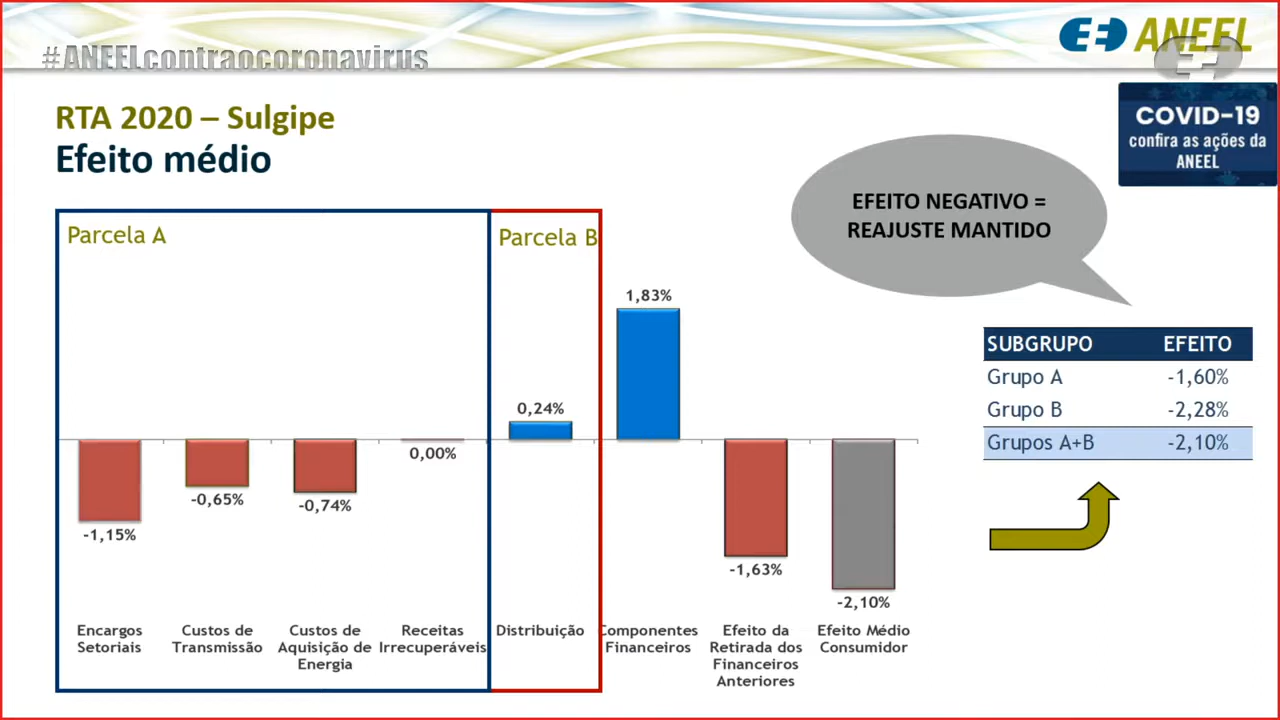 #ANEELcontraocoronavirus
ANEEL
COVID-19
confira as ações da
ANEEL
RTA 2020 – Sulgipe
Efeito médio
EFEITO NEGATIVO =
REAJUSTE MANTIDO
Parcela A
Parcela B
1,83%
0,24%
0,00%
-0,65%
-0,74%
-1,15%
-1,63%
-2,10%
Encargos
Setoriais
Custos de
Transmissão
Custos de
Aquisição de
Energia
Receitas
Irrecuperáveis
Distribuição
Componentes
Financeiros
Efeito da
Retirada dos
Financeiros
Anteriores
Efeito Médio
Consumidor
SUBGRUPO EFEITO
Grupo A -1,60%
Grupo B -2,28%
Grupos A+B -2,10%